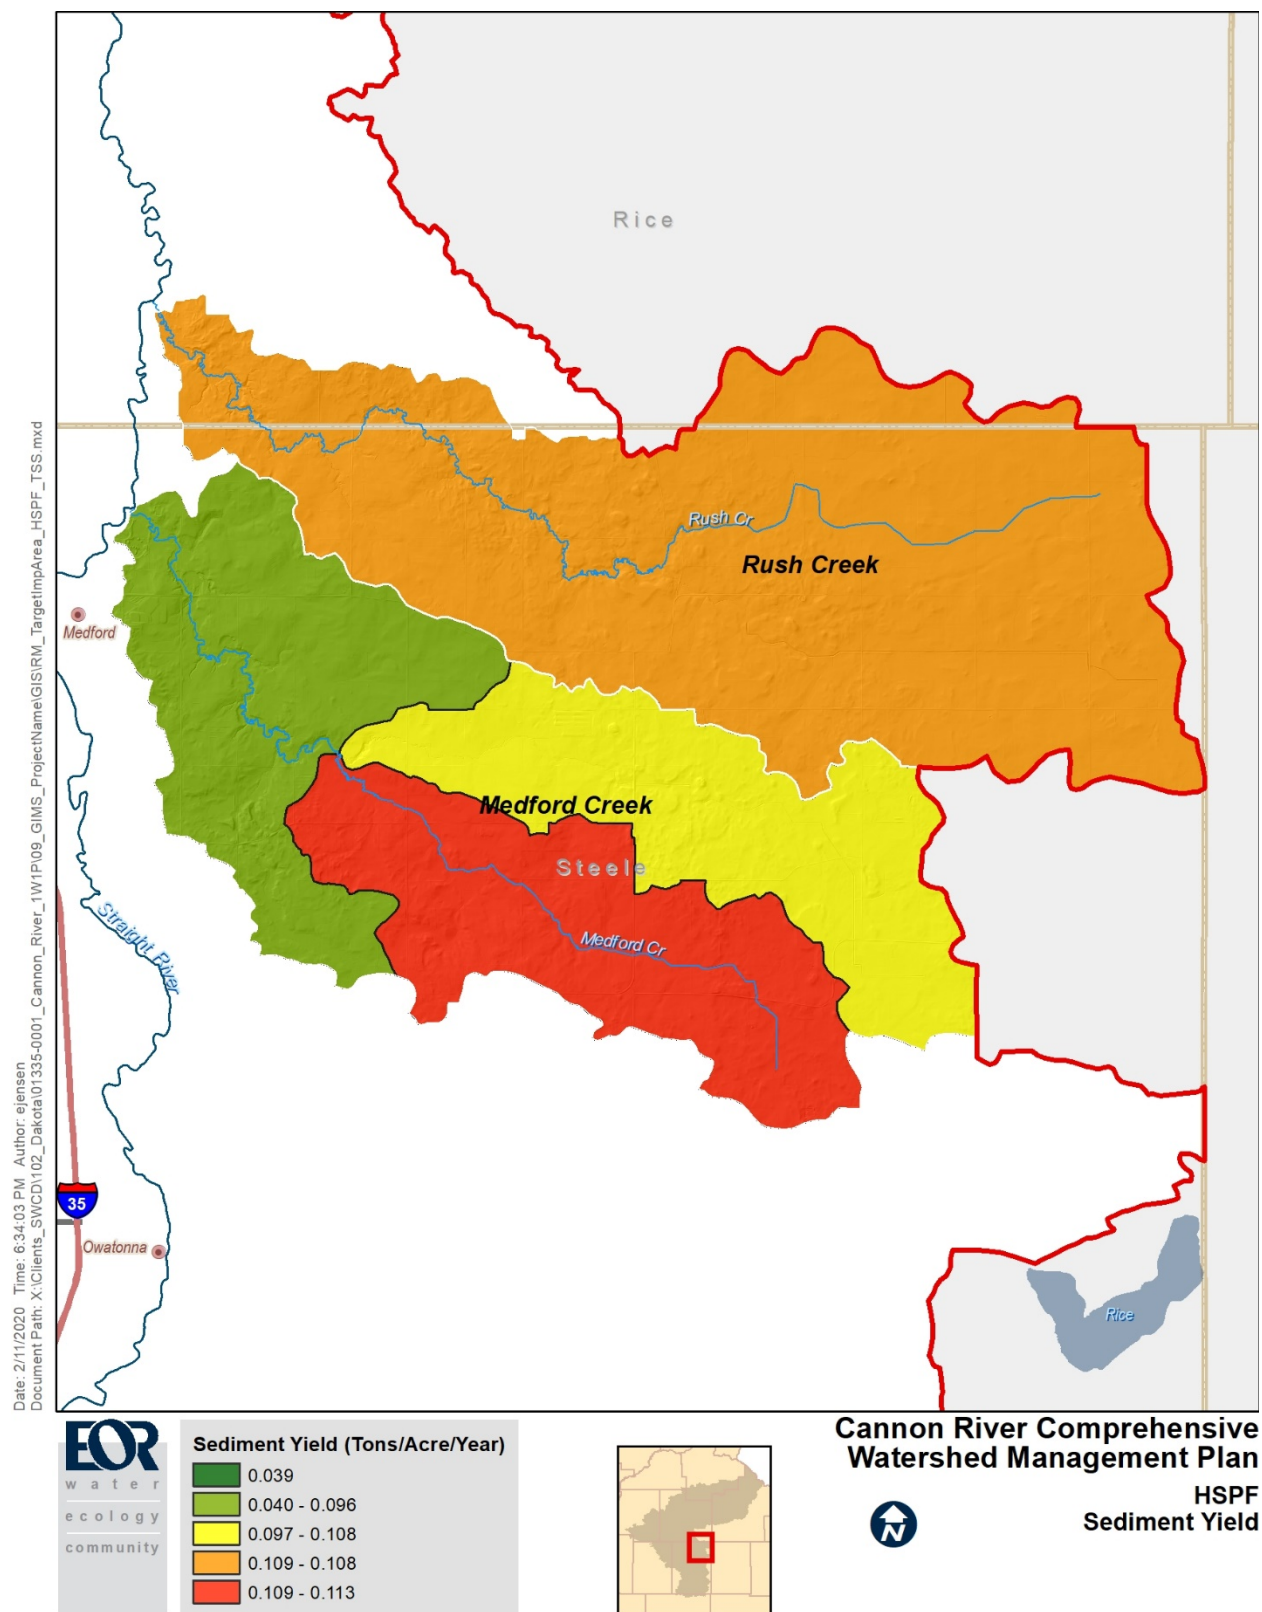 Rice
Rush Cr
Rush Creek
Medford
Medford Creek
Steele
Medford Cr
Straight River
35
Owatonna
Rice
Date: 2/11/2020 Time: 6:34:03 PM Author: ejensen
Document Path: X:\Clients_SWCD\102_Dakota\01335-0001_Cannon_River_1W1P\09_GIMS_ProjectName\GIS\RM_TargetImpArea_HSPF_TSS.mxd
EOR
water
ecology
community
Sediment Yield (Tons/Acre/Year)
0.039
0.040 - 0.096
0.097 - 0.108
0.109 - 0.108
0.109 - 0.113
Cannon River Comprehensive
Watershed Management Plan
HSPF
Sediment Yield
N